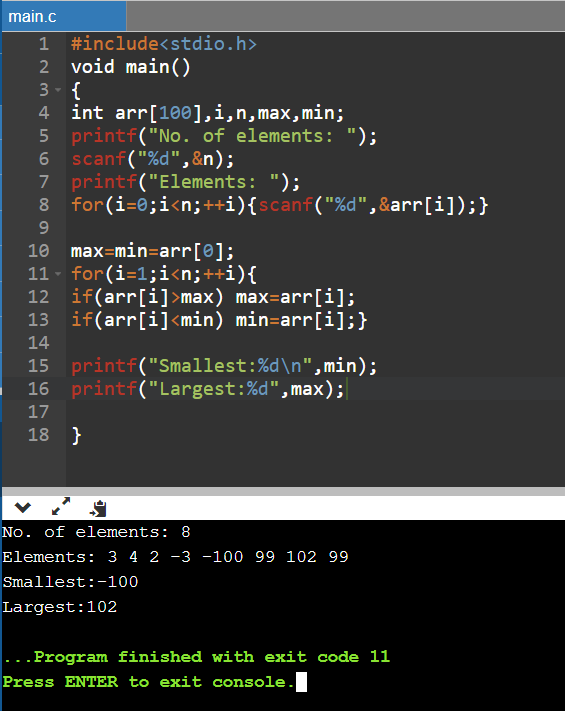 main.c
1 #include<stdio.h>
2 void main()
3 {
4 int arr[100],i,n,max,min;
5 printf("No. of elements: ");
6 scanf("%d",&n);
7 printf("Elements: ");
8 for(i=0;i<n;++i){scanf("%d",&arr[i]);}
9
10 max=min=arr[0];
11 for(i=1;i<n;++i){
12 if(arr[i]>max) max=arr[i];
13 if(arr[i]<min) min=arr[i];}
14
15 printf("Smallest:%d\n",min);
16 printf("Largest:%d",max);
17
18 }
No. of elements: 8
Elements: 3 4 2 -3 -100 99 102 99
Smallest:-100
Largest:102
...Program finished with exit code 11
Press ENTER to exit console.